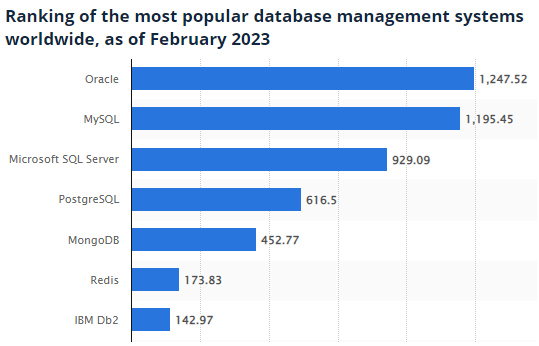 Ranking of the most popular database management systems
worldwide, as of February 2023
Oracle 1,247.52
MySQL 1,195.45
Microsoft SQL Server 929.09
PostgreSQL 616.5
MongoDB 452.77
Redis 173.83
IBM Db2 142.97